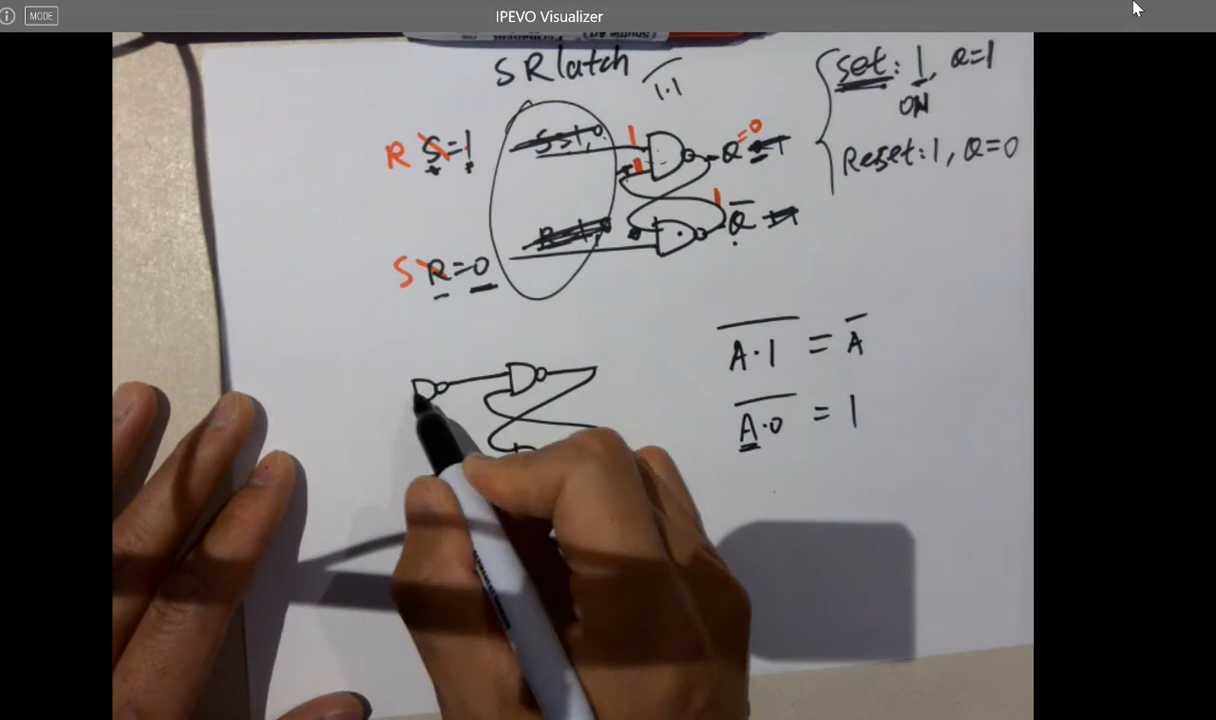 MODE
IPEVO Visualizer
SR latch
1·1
set: 1, Q=1
ON
Reset: 1, Q=0
R S=1
1
1
Q =0
1
Q̅
S R=0
A·1 = A̅
A·0 = 1